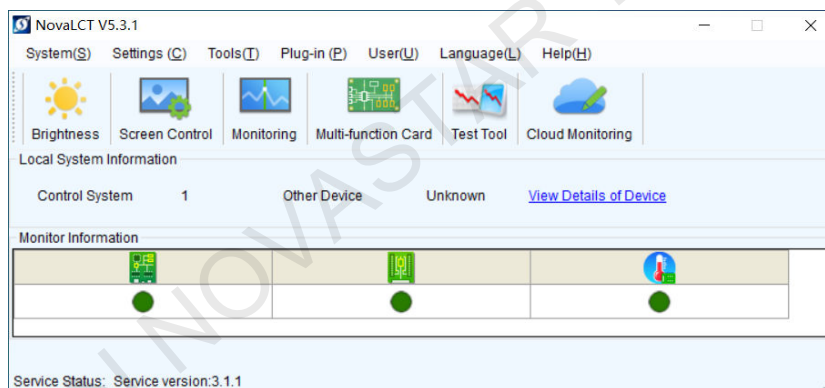 NovaLCT V5.3.1
System(S) Settings (C) Tools(T) Plug-in (P) User(U) Language(L) Help(H)
Brightness Screen Control Monitoring Multi-function Card Test Tool Cloud Monitoring
Local System Information
Control System 1 Other Device Unknown View Details of Device
Monitor Information
Service Status: Service version:3.1.1
NOVASTAR